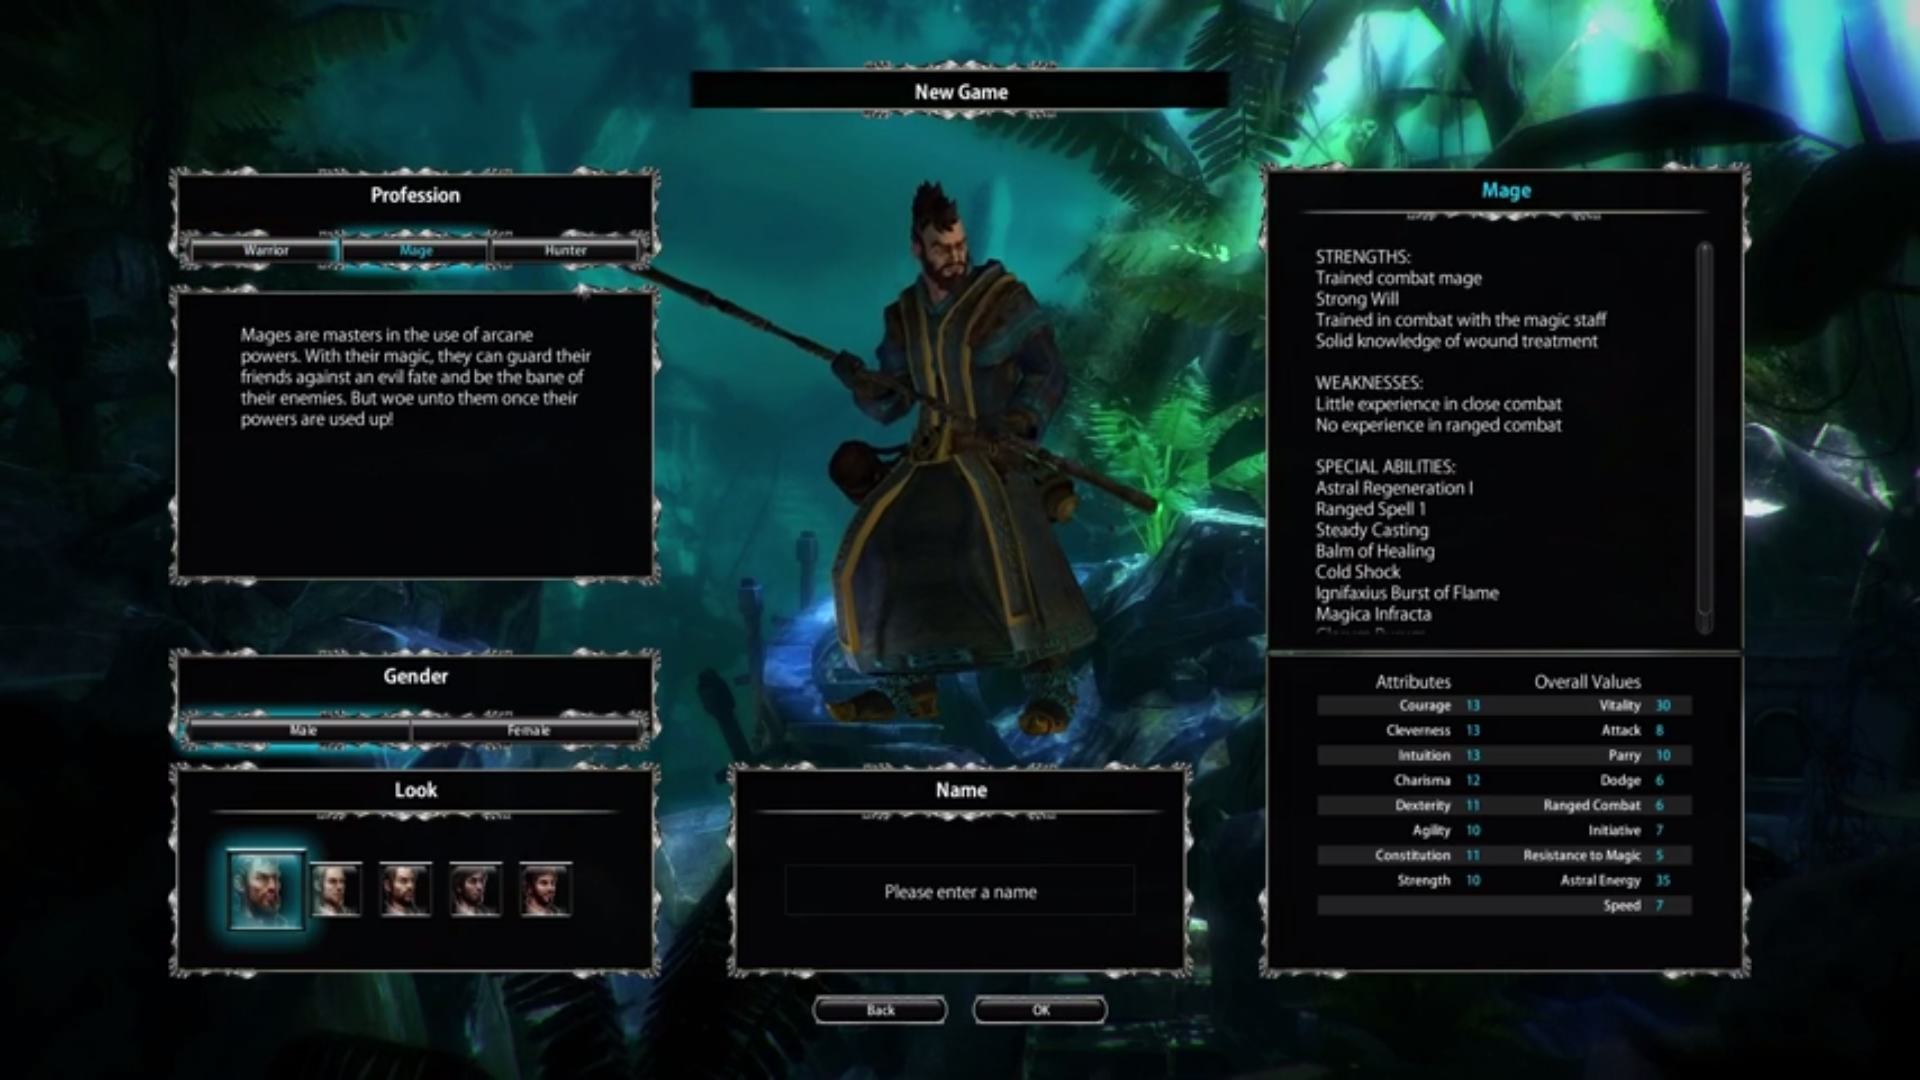 New Game
Profession
Warrior
Mage
Hunter
Mages are masters in the use of arcane
powers. With their magic, they can guard their
friends against an evil fate and be the bane of
their enemies. But woe unto them once their
powers are used up!
Gender
Male
Female
Look
Name
Please enter a name
Back
OK
Mage
STRENGTHS:
Trained combat mage
Strong Will
Trained in combat with the magic staff
Solid knowledge of wound treatment
WEAKNESSES:
Little experience in close combat
No experience in ranged combat
SPECIAL ABILITIES:
Astral Regeneration I
Ranged Spell 1
Steady Casting
Balm of Healing
Cold Shock
Ignifaxius Burst of Flame
Magica Infracta
Attributes Overall Values
Courage 13 Vitality 30
Cleverness 13 Attack 8
Intuition 13 Parry 10
Charisma 12 Dodge 6
Dexterity 11 Ranged Combat 6
Agility 10 Initiative 7
Constitution 11 Resistance to Magic 5
Strength 10 Astral Energy 35
Speed 7